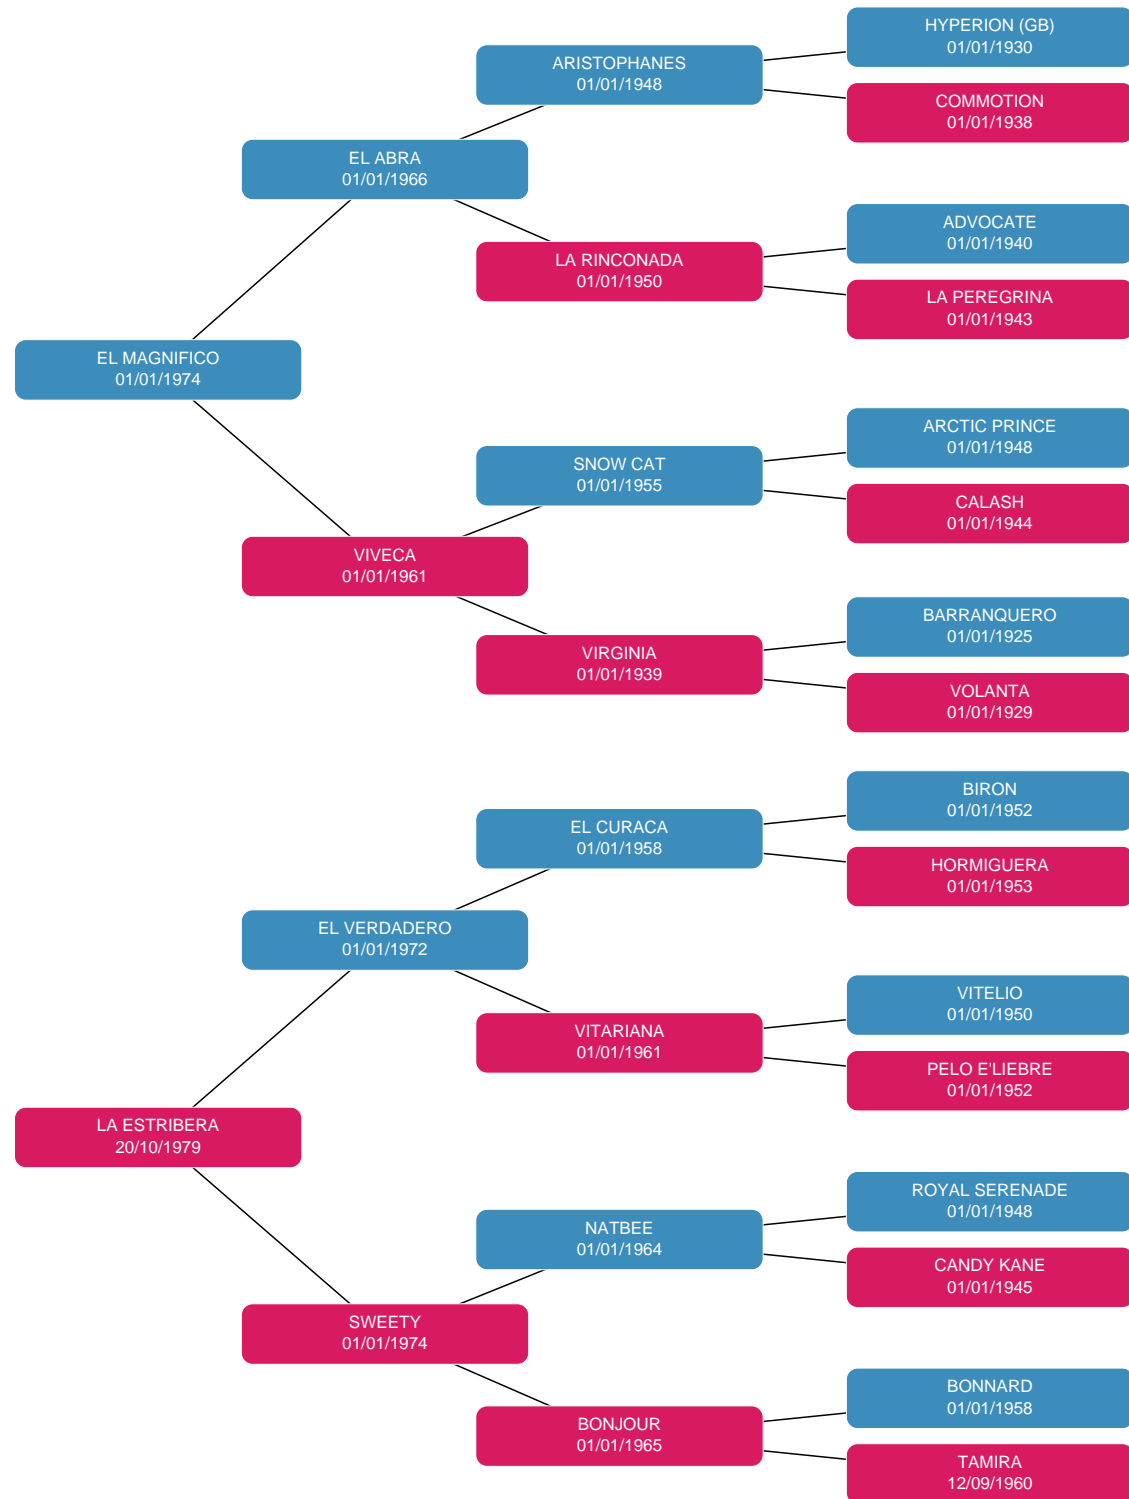 HYPERION (GB)
01/01/1930
ARISTOPHANES
01/01/1948
COMMOTION
01/01/1938
EL ABRA
01/01/1966
ADVOCATE
01/01/1940
LA RINCONADA
01/01/1950
LA PEREGRINA
01/01/1943
EL MAGNIFICO
01/01/1974
ARCTIC PRINCE
01/01/1948
SNOW CAT
01/01/1955
CALASH
01/01/1944
VIVECA
01/01/1961
BARRANQUERO
01/01/1925
VIRGINIA
01/01/1939
VOLANTA
01/01/1929
BIRON
01/01/1952
EL CURACA
01/01/1958
HORMIGUERA
01/01/1953
EL VERDADERO
01/01/1972
VITELIO
01/01/1950
VITARIANA
01/01/1961
PELO E'LIEBRE
01/01/1952
LA ESTRIBERA
20/10/1979
ROYAL SERENADE
01/01/1948
NATBEE
01/01/1964
CANDY KANE
01/01/1945
SWEETY
01/01/1974
BONNARD
01/01/1958
BONJOUR
01/01/1965
TAMIRA
12/09/1960